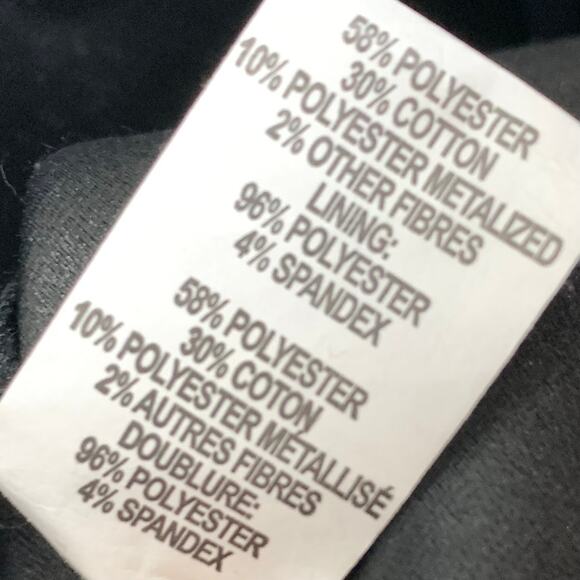 58% POLYESTER
30% COTTON
10% POLYESTER METALIZED
2% OTHER FIBRES
LINING:
96% POLYESTER
4% SPANDEX
58% POLYESTER
30% COTON
10% POLYESTER METALLISÉ
2% AUTRES FIBRES
DOUBLURE:
96% POLYESTER
4% SPANDEX